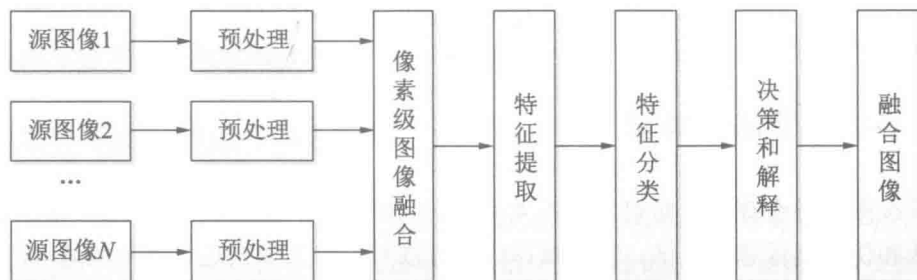 源图像1
预处理
源图像2
预处理
...
源图像N
预处理
像素级图像融合
特征提取
特征分类
决策和解释
融合图像